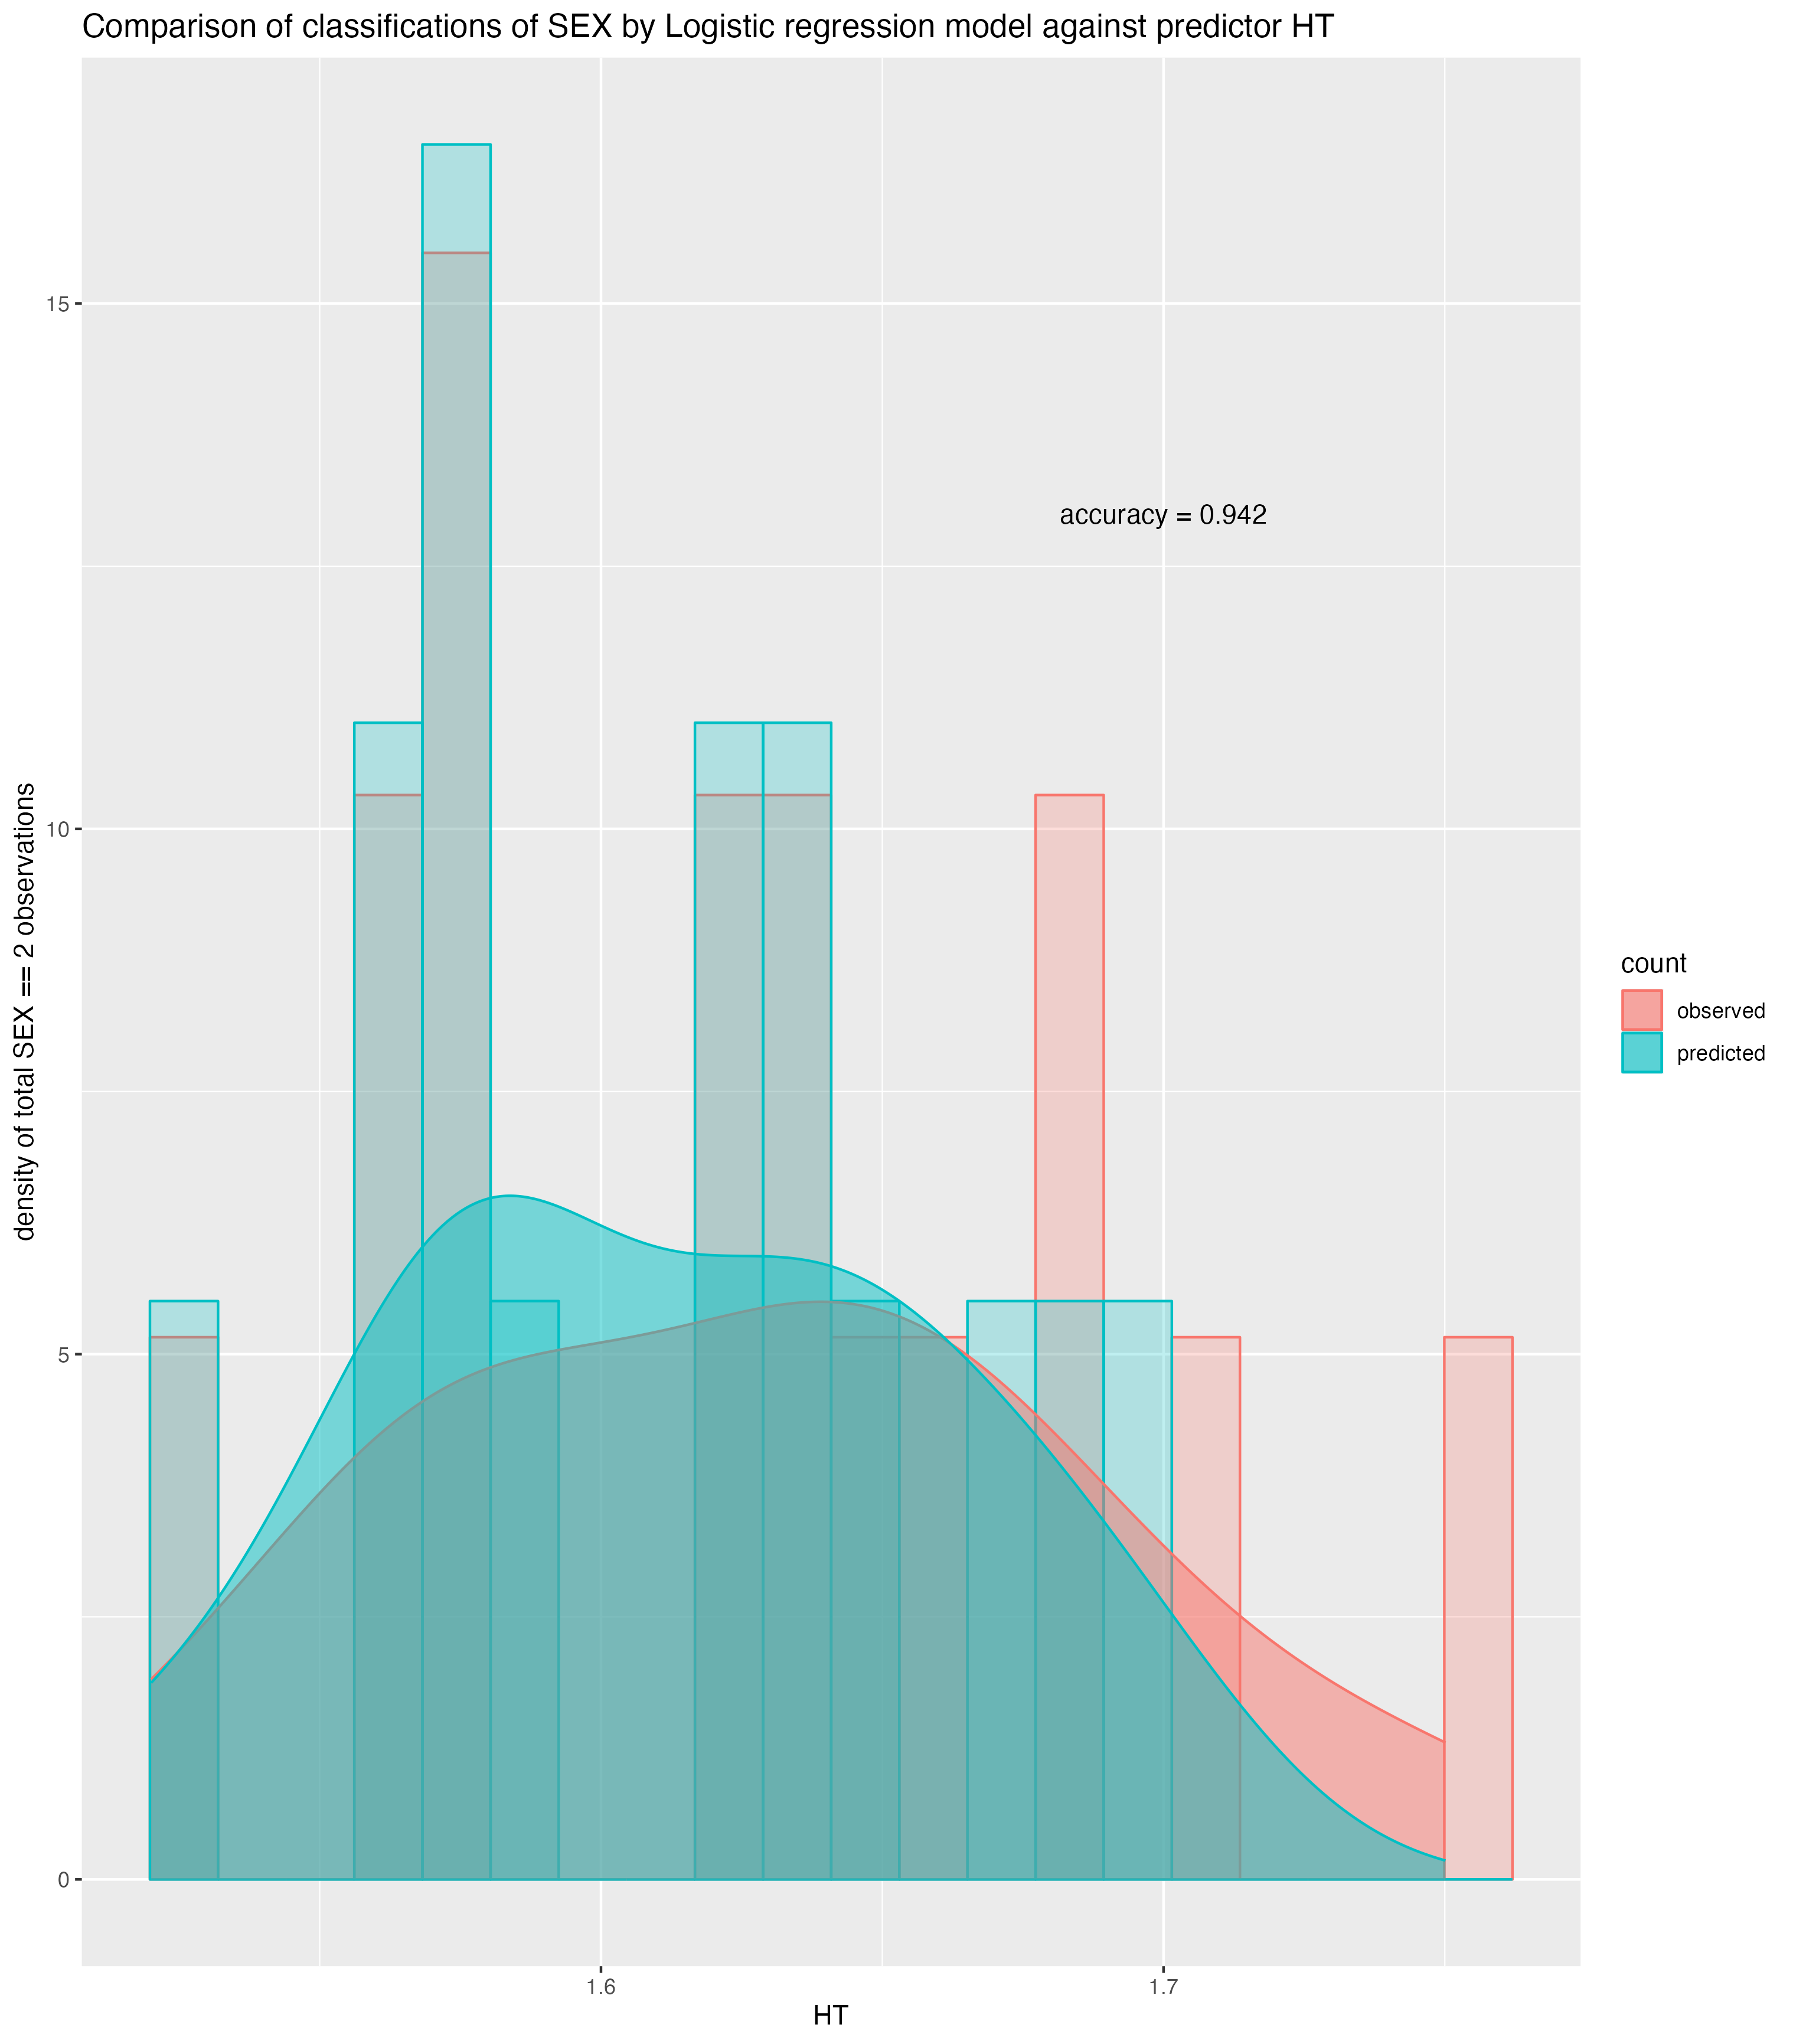 Comparison of classifications of SEX by Logistic regression model against predictor HT
density of total SEX == 2 observations
15
10
5
0
accuracy = 0.942
1.6
1.7
HT
count
observed
predicted